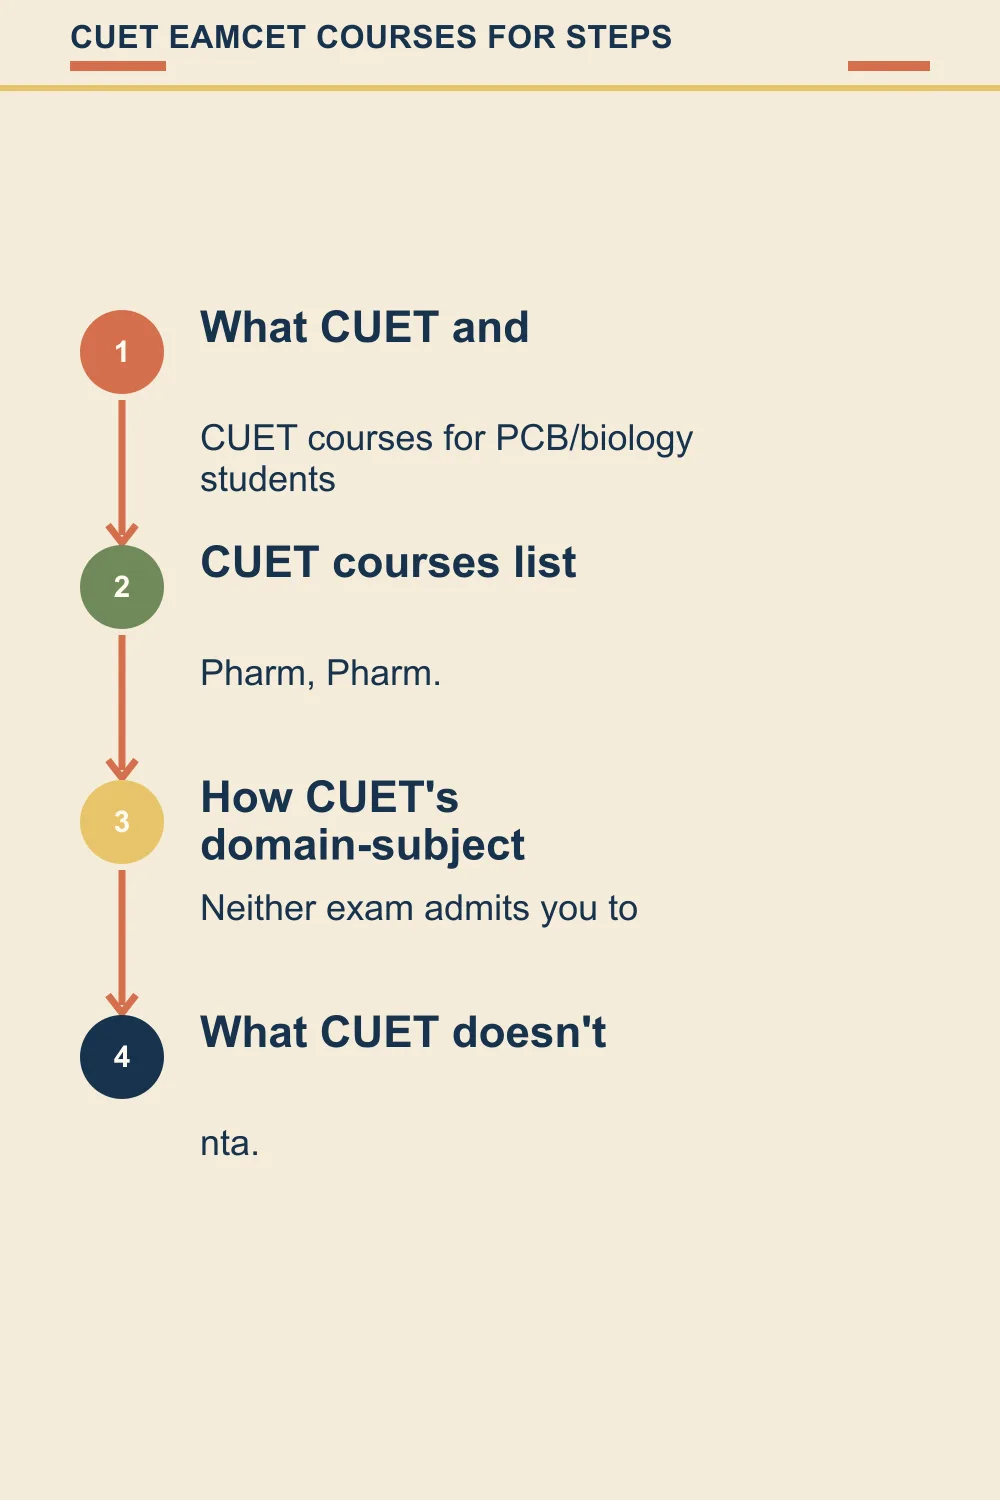 CUET EAMCET COURSES FOR STEPS
1
What CUET and
CUET courses for PCB/biology
students
2
CUET courses list
Pharm, Pharm.
3
How CUET's
domain-subject
Neither exam admits you to
4
What CUET doesn't
nta.